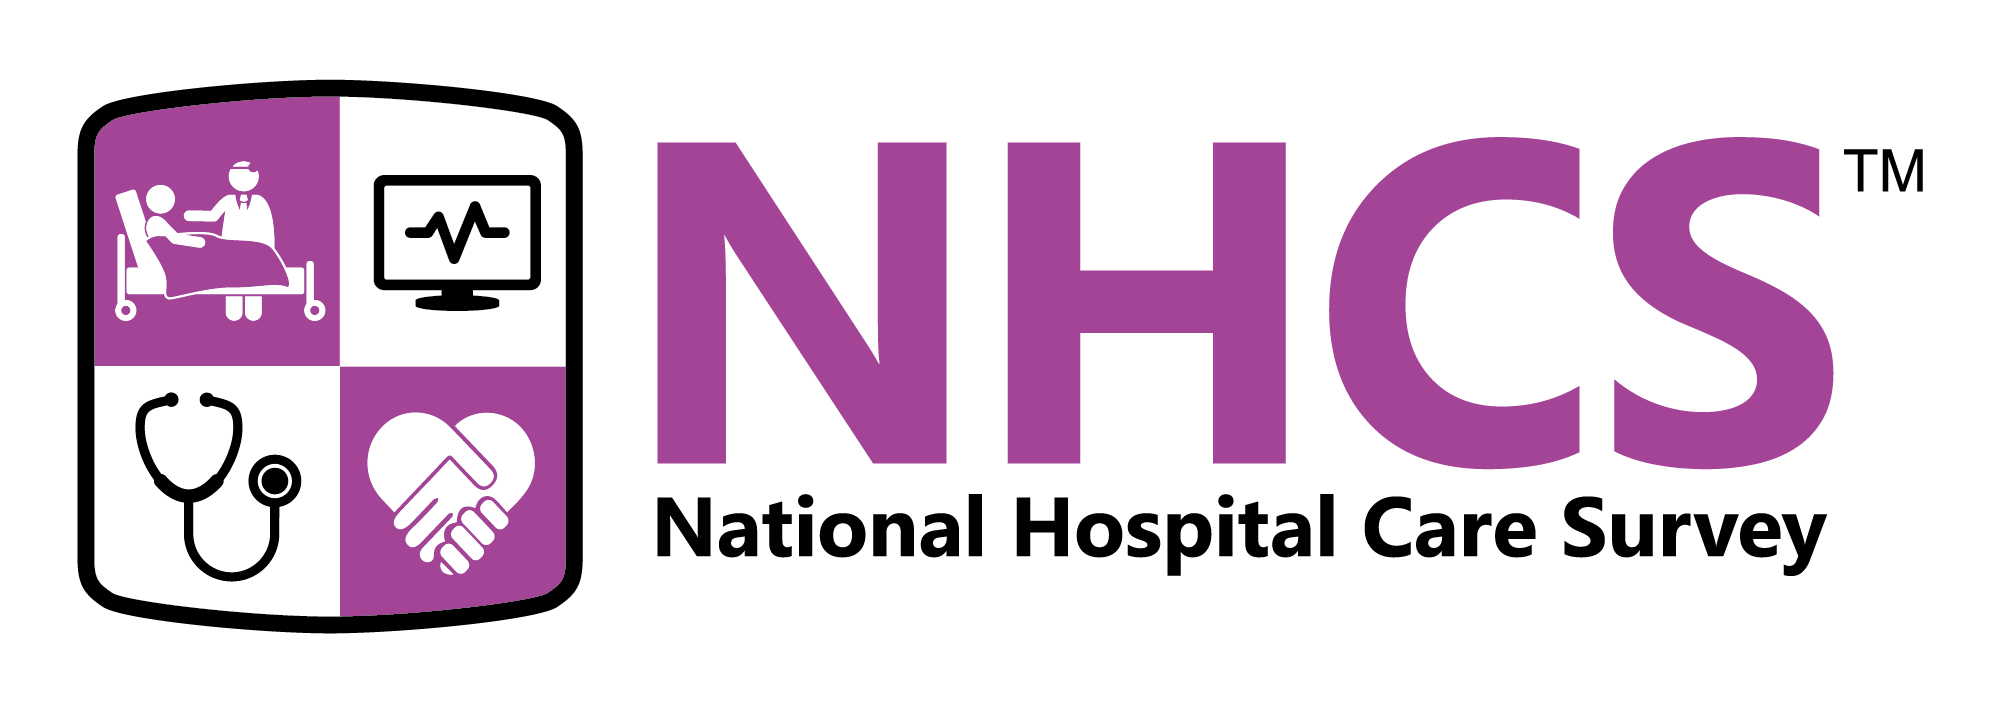 NHCS™
National Hospital Care Survey